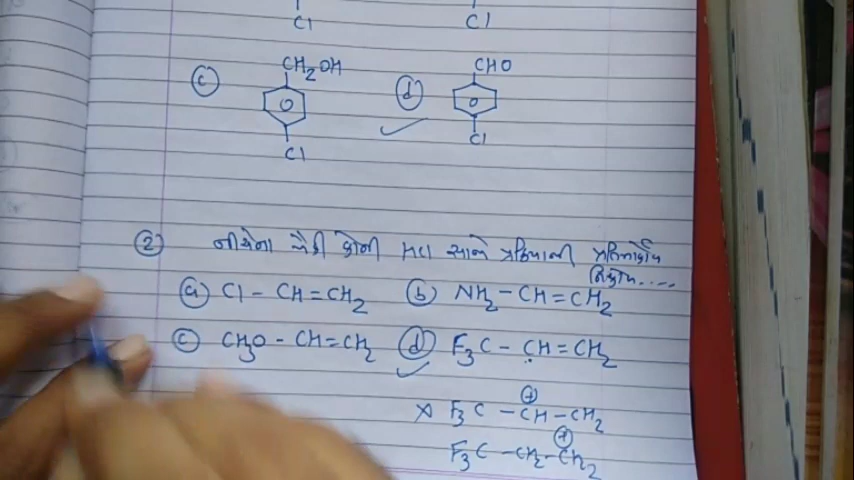 Cl Cl
CH₂OH CHO
(c) (d)
Cl Cl
(2) નીચેના પૈકી કોની HCl સાથે પ્રક્રિયાની
(a) Cl-CH=CH₂ (b) NH₂-CH=CH₂
(c) CH₃O-CH=CH₂ (d) F₃C-CH=CH₂
✗ F₃C-CH⊕-CH₂
F₃C-CH₂-CH₂⊕